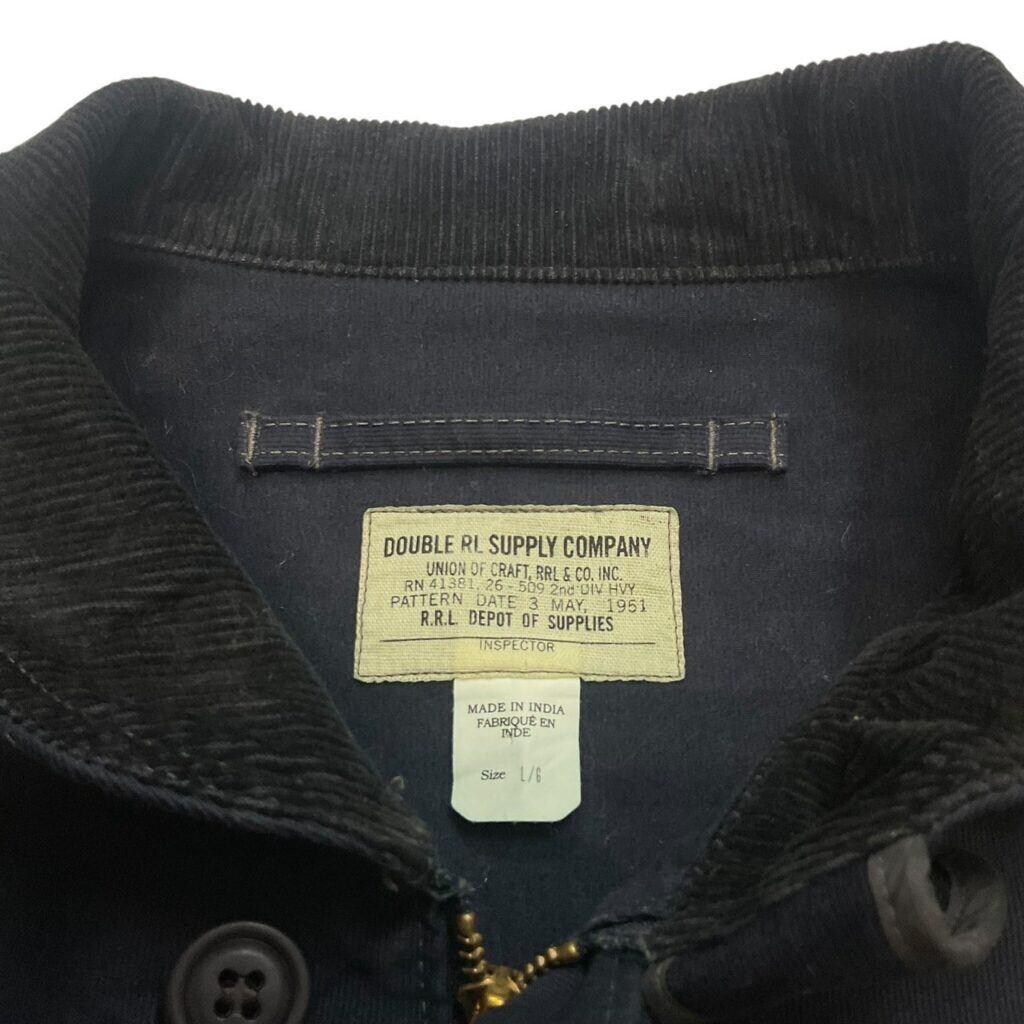 DOUBLE RL SUPPLY COMPANY
UNION OF CRAFT, RRL & CO. INC.
RN 41381, 26-509 2nd DIV HVY
PATTERN DATE 3 MAY, 1951
R.R.L. DEPOT OF SUPPLIES
INSPECTOR
MADE IN INDIA
FABRIQUÉ EN
INDE
Size L/G